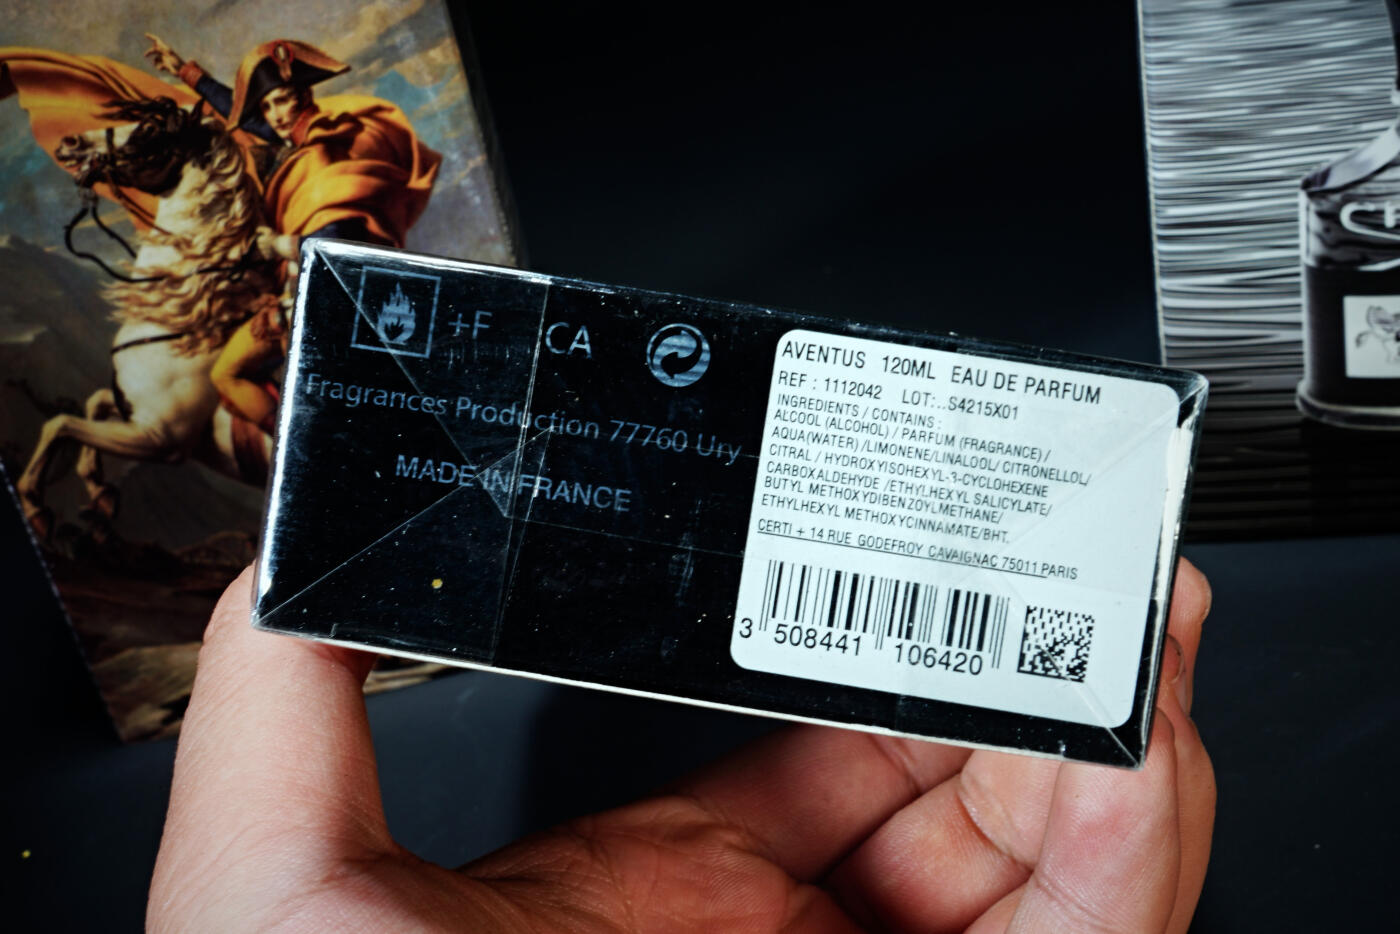 +F CA
Fragrances Production 77760 Ury
MADE IN FRANCE
AVENTUS 120ML EAU DE PARFUM
REF : 1112042 LOT:..S4215X01
INGREDIENTS / CONTAINS :
ALCOOL (ALCOHOL) / PARFUM (FRAGRANCE) /
AQUA(WATER) /LIMONENE/LINALOOL/ CITRONELLOL/
CITRAL / HYDROXYISOHEXYL-3-CYCLOHEXENE
CARBOXALDEHYDE /ETHYLHEXYL SALICYLATE/
BUTYL METHOXYDIBENZOYLMETHANE/
ETHYLHEXYL METHOXYCINNAMATE/BHT.
CERTI + 14 RUE GODEFROY CAVAIGNAC 75011 PARIS
3 508441 106420